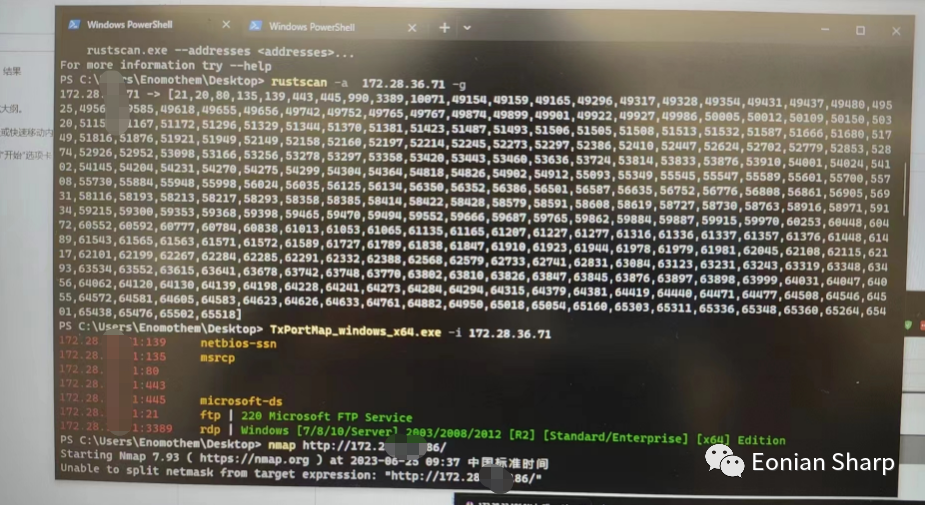 Windows PowerShell
Windows PowerShell
rustscan.exe --addresses <addresses>...
For more information try --help
PS C:\ rs\Enomothem\Desktop> rustscan -a 172.28.36.71 -g
172.28. 71 -> [21,20,80,135,139,443,445,990,3389,10071,49154,49159,49165,49296,49317,49328,49354,49431,49437,49480,495
25,4956 9585,49618,49655,49656,49742,49752,49765,49767,49874,49899,49901,49922,49927,49986,50005,50012,50109,50150,503
20,5115 1167,51172,51296,51329,51344,51370,51381,51423,51487,51493,51506,51505,51508,51513,51532,51587,51666,51680,517
49,51816,51876,51921,51949,52149,52158,52160,52197,52214,52245,52273,52297,52386,52410,52447,52624,52702,52779,52853,528
74,52926,52952,53098,53166,53256,53278,53297,53358,53420,53443,53460,53636,53724,53814,53833,53876,53910,54001,54024,541
02,54145,54204,54231,54270,54275,54299,54304,54364,54818,54826,54902,54912,55093,55349,55545,55547,55589,55601,55700,557
08,55730,55884,55948,55998,56024,56035,56125,56134,56350,56352,56386,56501,56587,56635,56752,56776,56808,56861,56905,569
31,58116,58193,58213,58217,58293,58358,58385,58414,58422,58428,58579,58591,58608,58619,58727,58730,58763,58916,58971,591
34,59215,59300,59353,59368,59398,59465,59470,59494,59552,59666,59687,59765,59862,59884,59887,59915,59970,60253,60448,604
72,60552,60592,60777,60784,60838,61013,61053,61065,61135,61165,61207,61227,61277,61316,61336,61337,61357,61376,61448,614
89,61543,61565,61563,61571,61572,61589,61727,61789,61838,61847,61910,61923,61944,61978,61979,61981,62045,62108,62115,621
17,62101,62199,62267,62284,62285,62291,62332,62388,62568,62579,62733,62741,62831,63084,63123,63231,63243,63319,63348,634
93,63534,63552,63615,63641,63678,63742,63748,63770,63802,63810,63826,63847,63845,63876,63897,63898,63999,64031,64047,640
56,64062,64120,64130,64139,64198,64228,64241,64273,64284,64294,64315,64379,64381,64419,64440,64471,64477,64508,64546,645
55,64572,64581,64605,64583,64623,64626,64633,64761,64882,64950,65018,65054,65160,65303,65311,65336,65348,65360,65264,654
01,65438,65476,65502,65518]
PS C:\Users\Enomothem\Desktop> TxPortMap_windows_x64.exe -i 172.28.36.71
172.28. 1:139 netbios-ssn
172.28. 1:135 msrcp
172.28. 1:80
172.28. 1:443
172.28. 1:445 microsoft-ds
172.28. 1:21 ftp | 220 Microsoft FTP Service
172.28. 1:3389 rdp | Windows [7/8/10/Server] 2003/2008/2012 [R2] [Standard/Enterprise] [x64] Edition
PS C:\Users\Enomothem\Desktop> nmap http://172.2 86/
Starting Nmap 7.93 ( https://nmap.org ) at 2023-06-25 09:37 中国标准时间
Unable to split netmask from target expression: "http://172.28 86/"
结果
大纲。
或快速移动内
"开始"选项卡
Eonian Sharp